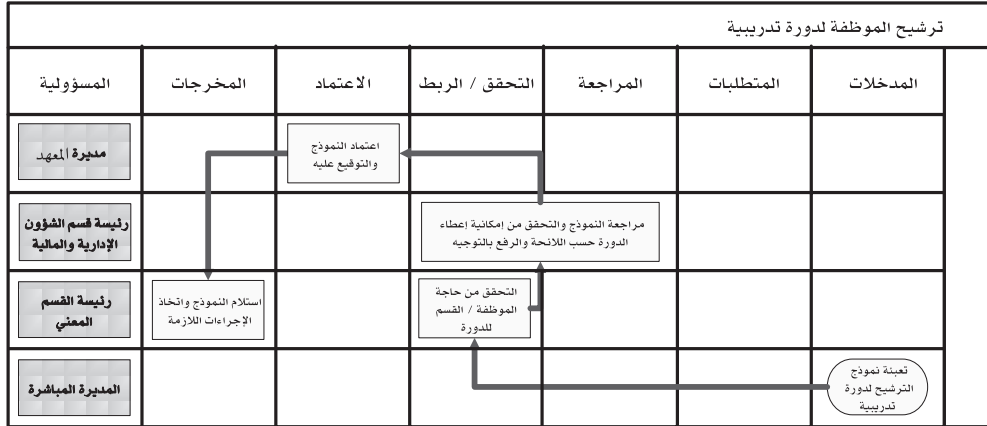 ترشيح الموظفة لدورة تدريبية
المدخلات
المتطلبات
المراجعة
التحقق / الربط
الاعتماد
المخرجات
المسؤولية
اعتماد النموذج
والتوقيع عليه
مديرة المعهد
مراجعة النموذج والتحقق من إمكانية إعطاء
الدورة حسب اللائحة والرفع بالتوجيه
رئيسة قسم الشؤون
الإدارية والمالية
التحقق من حاجة
الموظفة / القسم
للدورة
استلام النموذج واتخاذ
الإجراءات اللازمة
رئيسة القسم
المعني
تعبئة نموذج
الترشيح لدورة
تدريبية
المديرة المباشرة